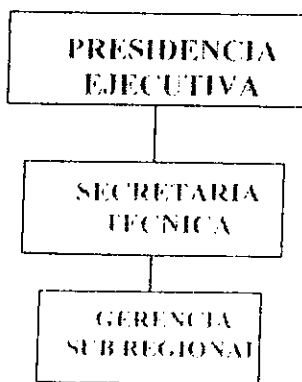 PRESIDENCIA
EJECUTIVA
SECRETARIA
TECNICA
GERENCIA
SUB REGIONAL